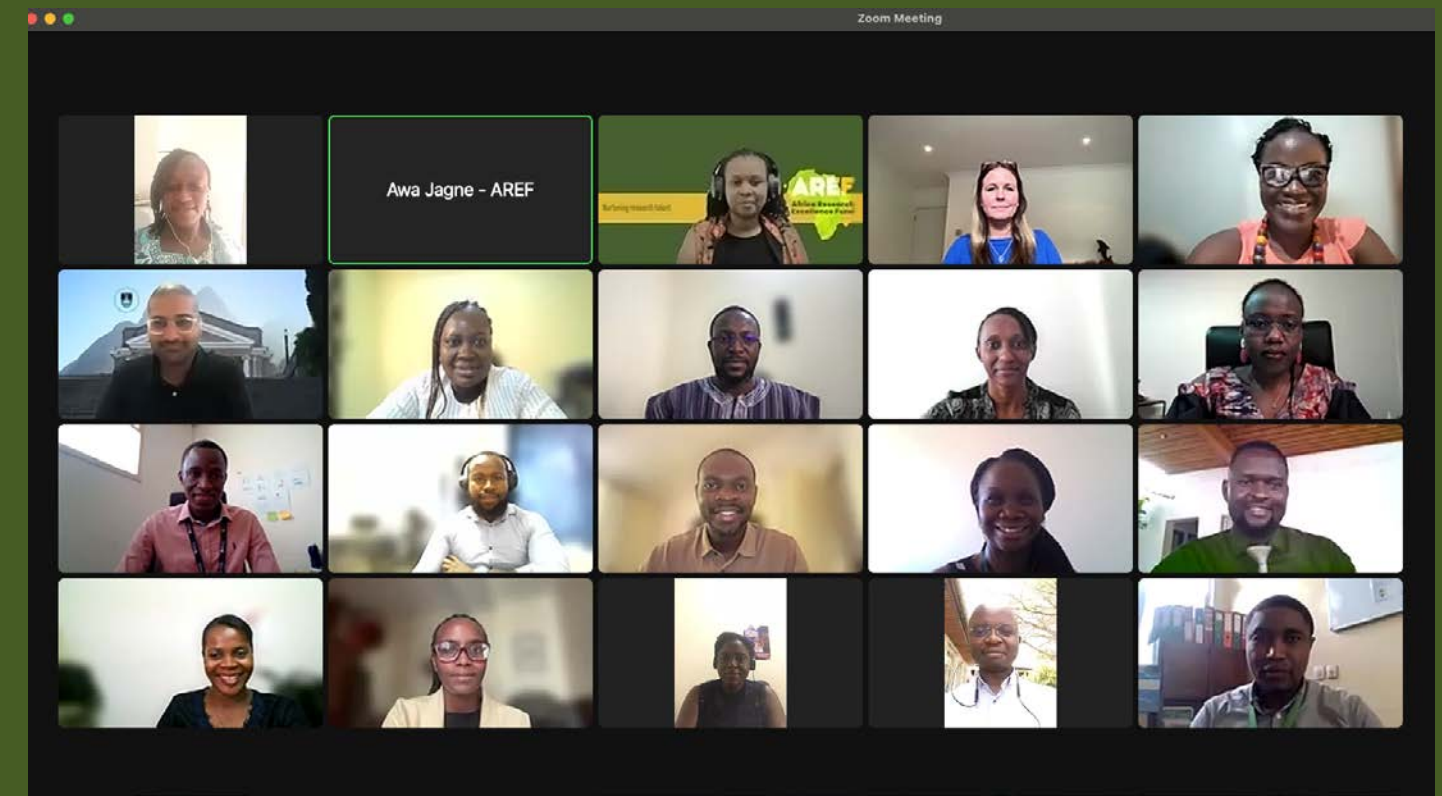 Zoom Meeting
Awa Jagne - AREF
Nurturing research talent
AREF
Africa Research
Excellence Fund